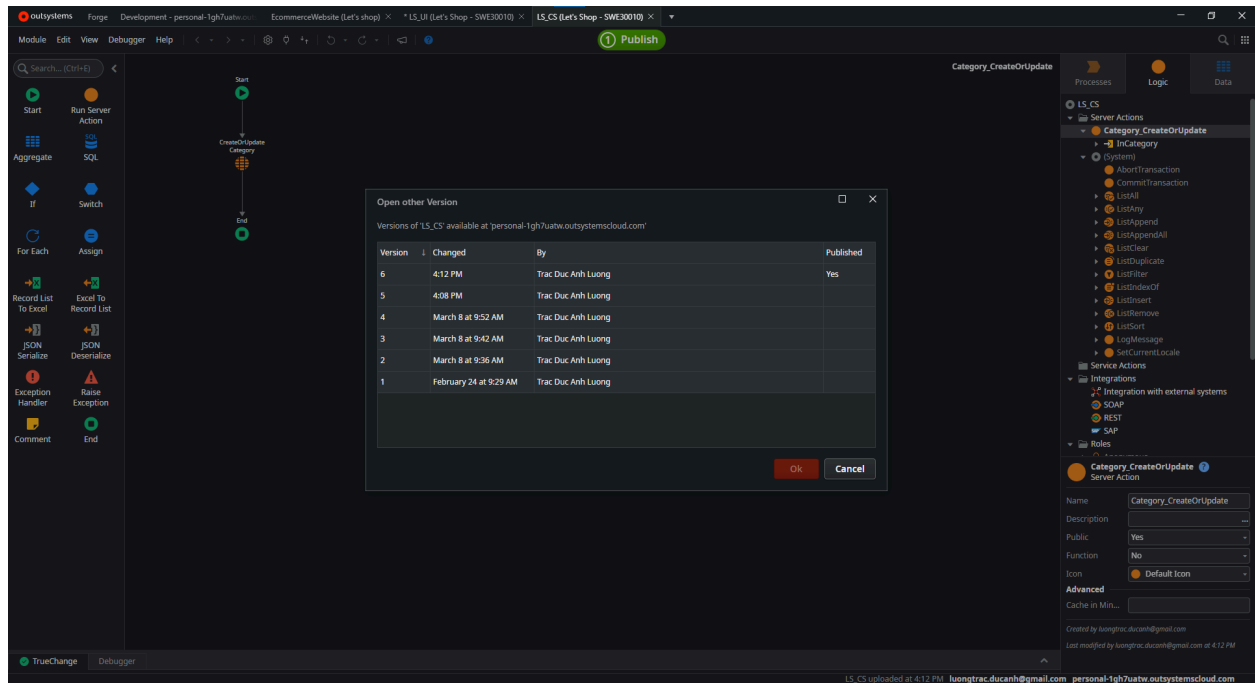 outsystems Forge Development - personal-1gh7uatw.out EcommerceWebsite (Let's shop) × * LS_UI (Let's Shop - SWE30010) × LS_CS (Let's Shop - SWE30010) ×
Module Edit View Debugger Help
1 Publish
Search... (Ctrl+E)
Start
Run Server Action
Aggregate
SQL
SQL
If
Switch
For Each
Assign
Record List To Excel
Excel To Record List
JSON Serialize
JSON Deserialize
Exception Handler
Raise Exception
Comment
End
Category_CreateOrUpdate
Start
CreateOrUpdate
Category
End
Open other Version
Versions of 'LS_CS' available at 'personal-1gh7uatw.outsystemscloud.com'
Version Changed By Published
6 4:12 PM Trac Duc Anh Luong Yes
5 4:08 PM Trac Duc Anh Luong
4 March 8 at 9:52 AM Trac Duc Anh Luong
3 March 8 at 9:42 AM Trac Duc Anh Luong
2 March 8 at 9:36 AM Trac Duc Anh Luong
1 February 24 at 9:29 AM Trac Duc Anh Luong
Ok Cancel
Processes Logic Data
LS_CS
Server Actions
Category_CreateOrUpdate
InCategory
(System)
AbortTransaction
CommitTransaction
ListAll
ListAny
ListAppend
ListAppendAll
ListClear
ListDuplicate
ListFilter
ListIndexOf
ListInsert
ListRemove
ListSort
LogMessage
SetCurrentLocale
Service Actions
Integrations
Integration with external systems
SOAP
REST
SAP
Roles
Category_CreateOrUpdate
Server Action
Name Category_CreateOrUpdate
Description ...
Public Yes
Function No
Icon Default Icon
Advanced
Cache in Min...
Created by luongtrac.ducanh@gmail.com
Last modified by luongtrac.ducanh@gmail.com at 4:12 PM
TrueChange Debugger
LS_CS uploaded at 4:12 PM luongtrac.ducanh@gmail.com personal-1gh7uatw.outsystemscloud.com